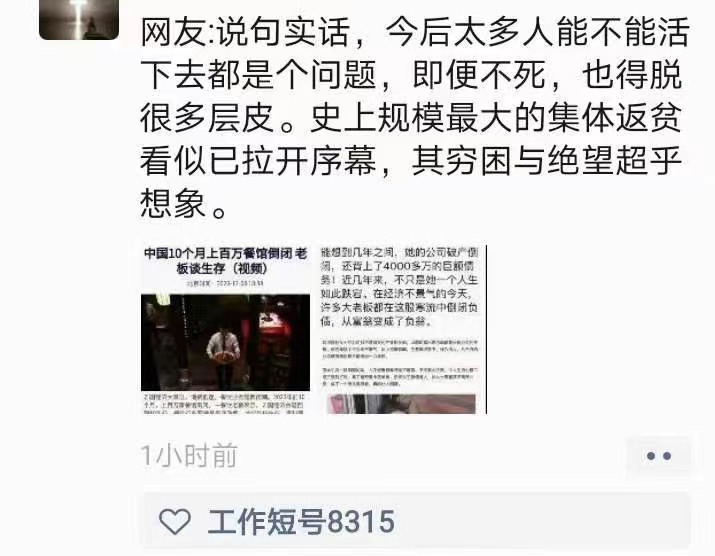 网友:说句实话，今后太多人能不能活
下去都是个问题，即便不死，也得脱
很多层皮。史上规模最大的集体返贫
看似已拉开序幕，其穷困与绝望超乎
想象。
中国10个月上百万餐馆倒闭 老
板谈生存（视频）
能想到几年之间，她的公司破产倒
闭，还背上了4000多万的巨额债
务！近几年来，不只是她一个人生
如此跌宕，在经济不景气的今天，
许多大老板都在这股寒流中倒闭负
债，从富翁变成了负翁。
1小时前
工作短号8315